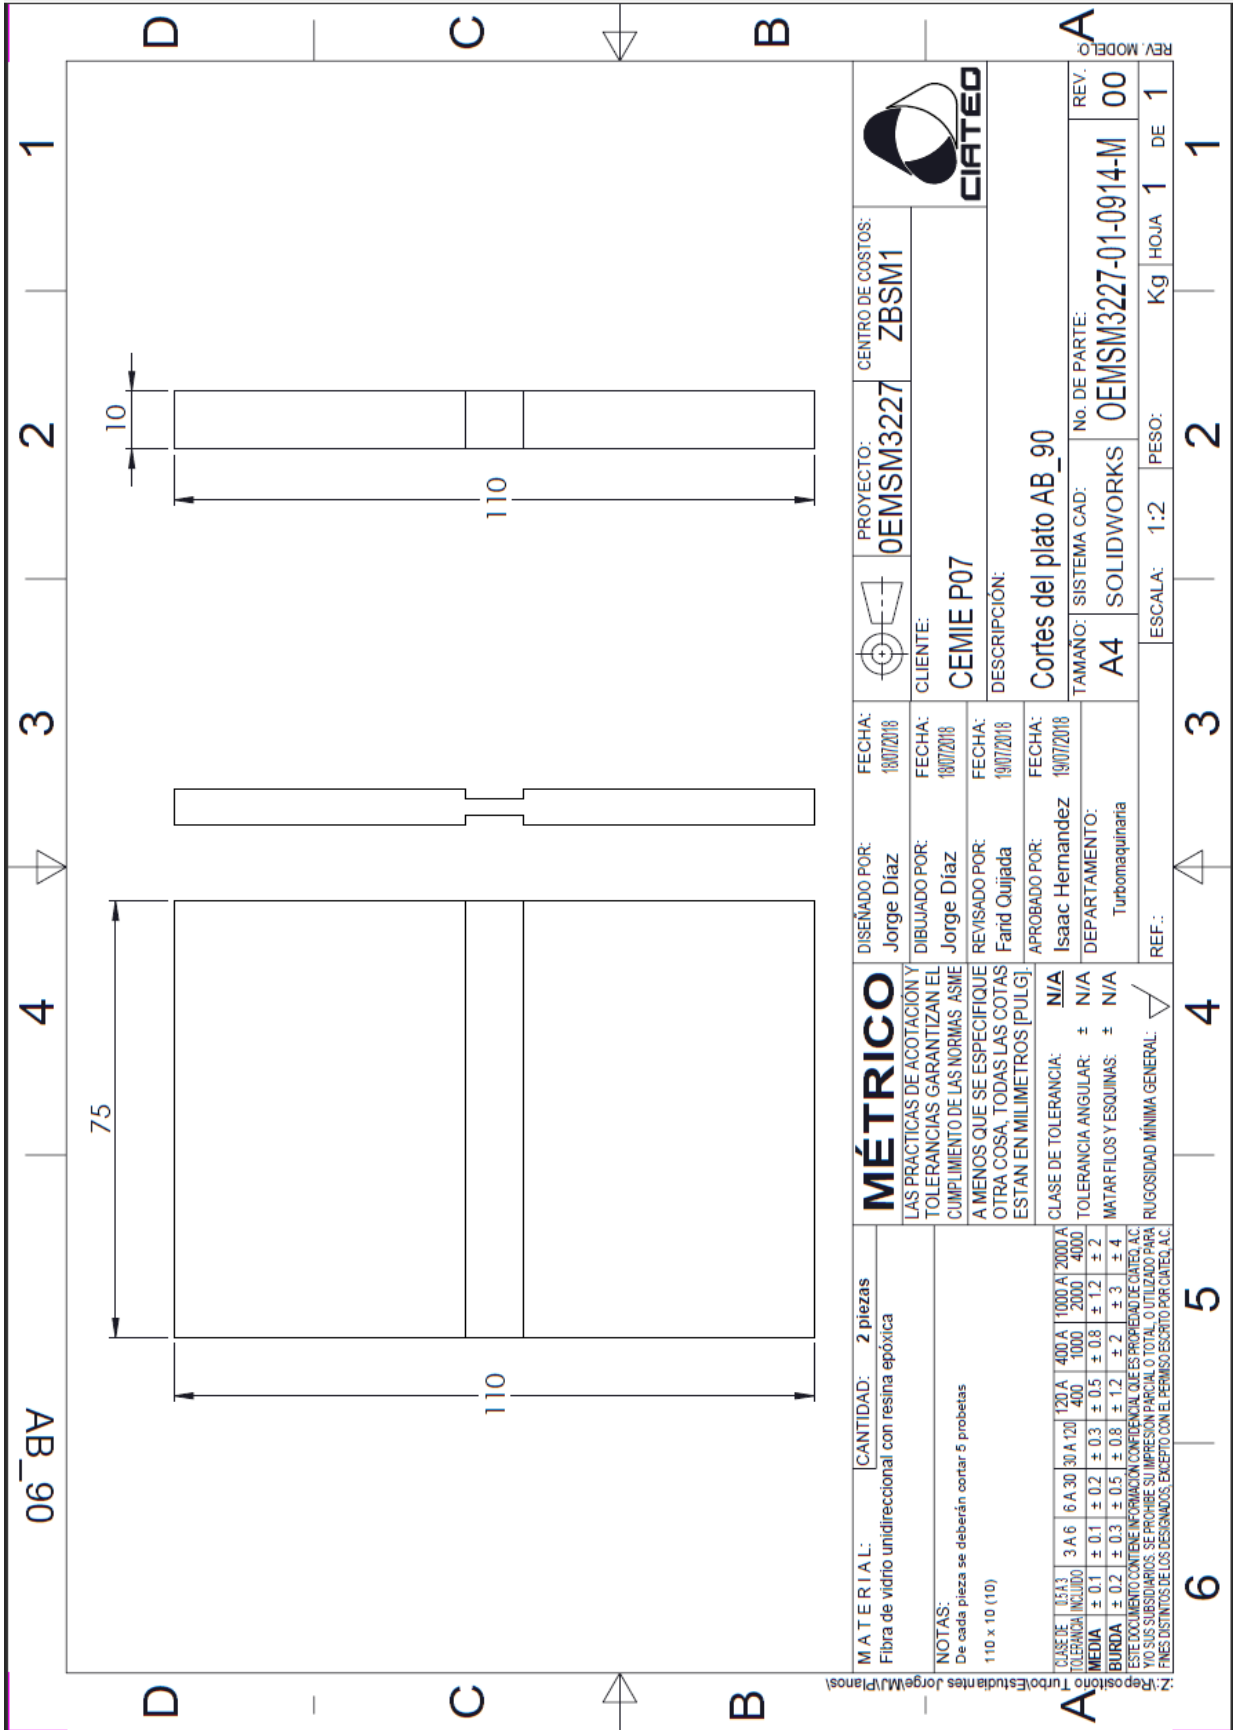 AB_90
6
5
4
3
2
1
D
C
B
A
D
C
B
A
6
5
4
3
2
1
75
110
110
10
MATERIAL:
CANTIDAD: 2 piezas
Fibra de vidrio unidireccional con resina epóxica
NOTAS:
De cada pieza se deberán cortar 5 probetas
110 x 10 (10)
CLASE DE TOLERANCIA
0.5 A 3 INCLUIDO
3 A 6
6 A 30
30 A 120
120 A 400
400 A 1000
1000 A 2000
2000 A 4000
MEDIA ± 0.1 ± 0.1 ± 0.2 ± 0.3 ± 0.5 ± 0.8 ± 1.2 ± 2
BURDA ± 0.2 ± 0.3 ± 0.5 ± 0.8 ± 1.2 ± 2 ± 3 ± 4
ESTE DOCUMENTO CONTIENE INFORMACIÓN CONFIDENCIAL QUE ES PROPIEDAD DE CIATEQ, A.C.
Y/O SUS SUBSIDIARIOS. SE PROHIBE SU IMPRESIÓN PARCIAL O TOTAL, O UTILIZADO PARA
FINES DISTINTOS DE LOS DESIGNADOS, EXCEPTO CON EL PERMISO ESCRITO POR CIATEQ, A.C.
MÉTRICO
LAS PRACTICAS DE ACOTACIÓN Y
TOLERANCIAS GARANTIZAN EL
CUMPLIMIENTO DE LAS NORMAS ASME
A MENOS QUE SE ESPECIFIQUE
OTRA COSA, TODAS LAS COTAS
ESTAN EN MILIMETROS [PULG].
CLASE DE TOLERANCIA: N/A
TOLERANCIA ANGULAR: ± N/A
MATAR FILOS Y ESQUINAS: ± N/A
RUGOSIDAD MÍNIMA GENERAL:
DISEÑADO POR: FECHA:
Jorge Díaz 18/07/2018
DIBUJADO POR: FECHA:
Jorge Díaz 18/07/2018
REVISADO POR: FECHA:
Farid Quijada 19/07/2018
APROBADO POR: FECHA:
Isaac Hernandez 19/07/2018
DEPARTAMENTO:
Turbomaquinaria
REF.:
PROYECTO:
OEMSM3227
CENTRO DE COSTOS:
ZBSM1
CIATEQ
CLIENTE:
CEMIE P07
DESCRIPCIÓN:
Cortes del plato AB_90
TAMAÑO:
A4
SISTEMA CAD:
SOLIDWORKS
No. DE PARTE:
OEMSM3227-01-0914-M
REV.
00
ESCALA: 1:2
PESO: Kg
HOJA 1 DE 1
REV. MODELO:
Z:\Repositorio Turbo\Estudiantes Jorge\MJ\Planos\